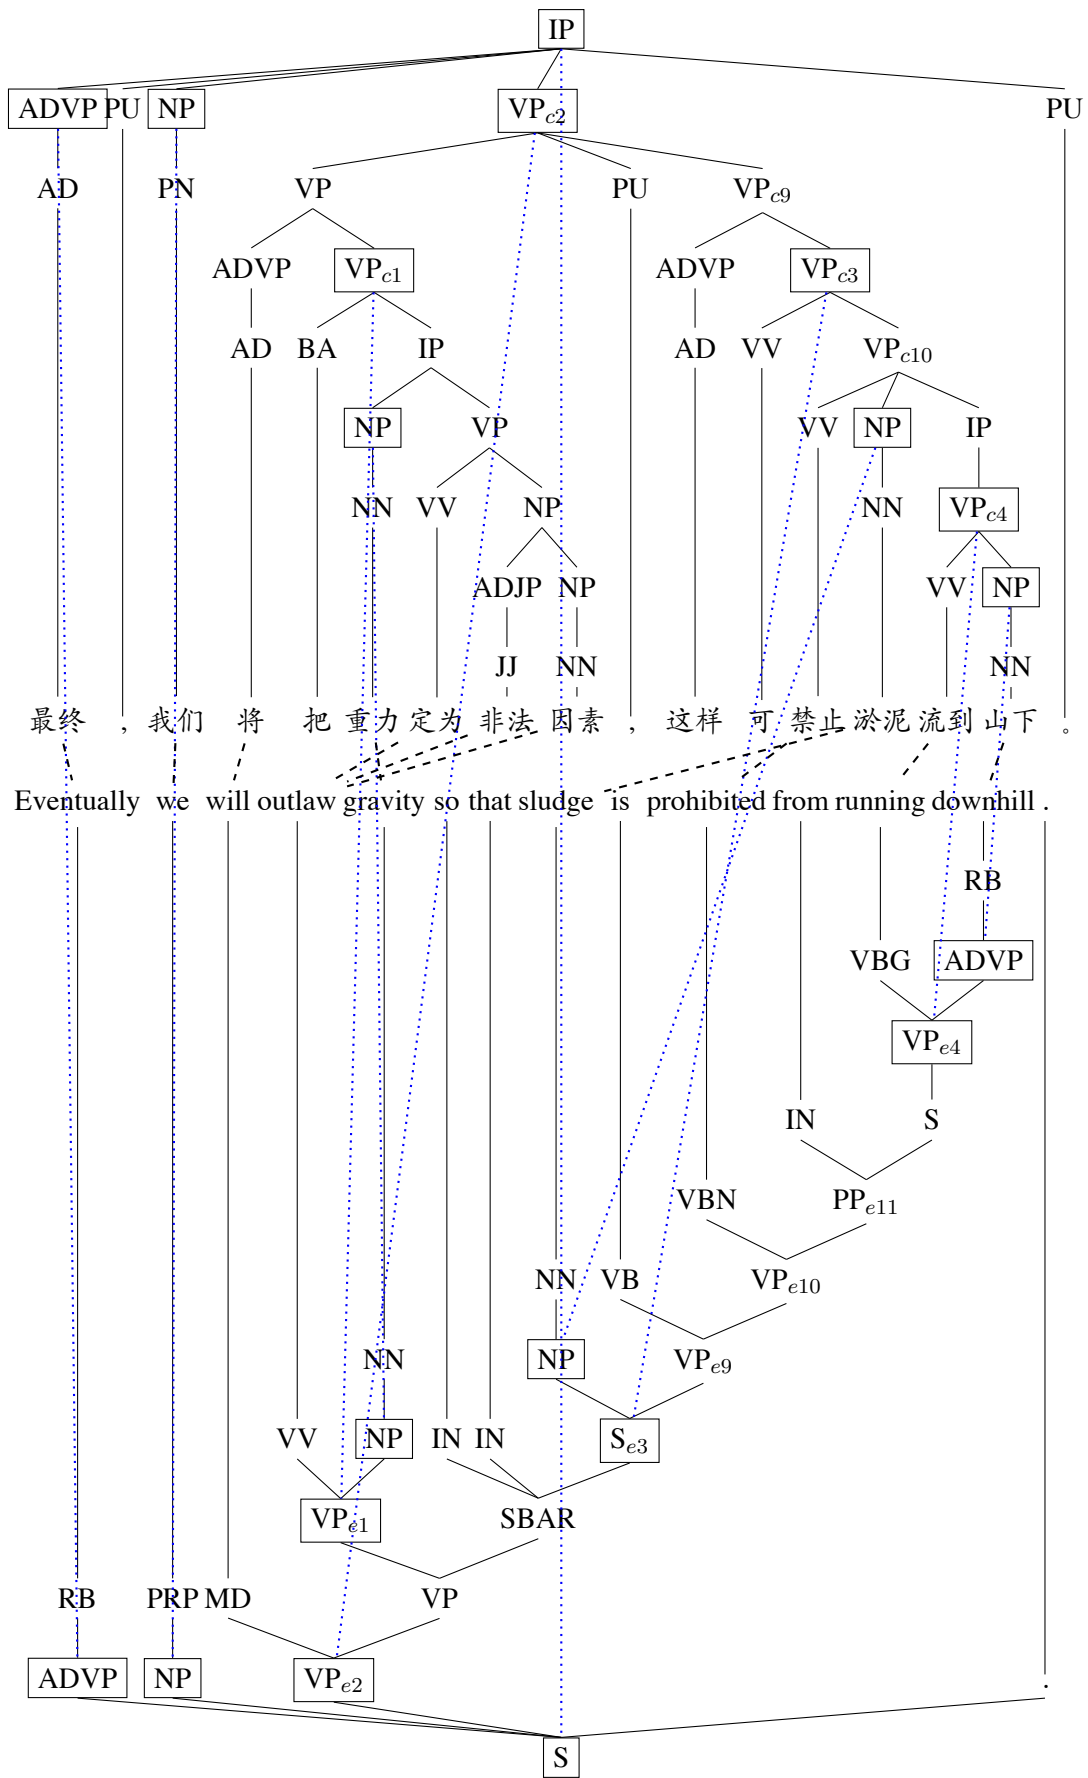 IP
ADVP PU NP VPc2 PU
AD PN VP PU VPc9
ADVP VPc1 ADVP VPc3
AD BA IP AD VV VPc10
NP VP VV NP IP
NN VV NP NN VPc4
ADJP NP VV NP
JJ NN NN
最终 , 我们 将 把 重力 定为 非法 因素 , 这样 可 禁止 淤泥 流到 山下 。
Eventually we will outlaw gravity so that sludge is prohibited from running downhill .
RB
VBG ADVP
VPe4
IN S
VBN PPe11
NN VB VPe10
NN NP VPe9
VV NP IN IN Se3
VPe1 SBAR
RB PRP MD VP
ADVP NP VPe2 .
S